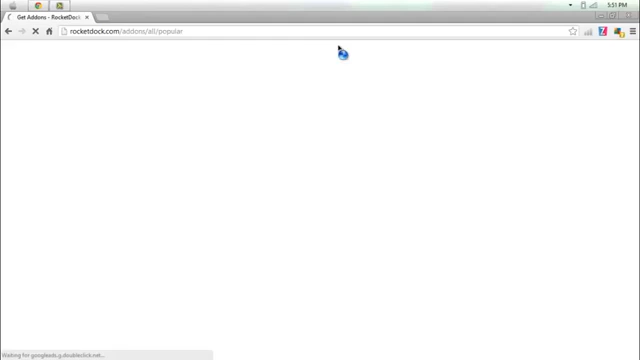 5:51 PM
Get Addons - RocketDock
rocketdock.com/addons/all/popular
Waiting for googleads.g.doubleclick.net...